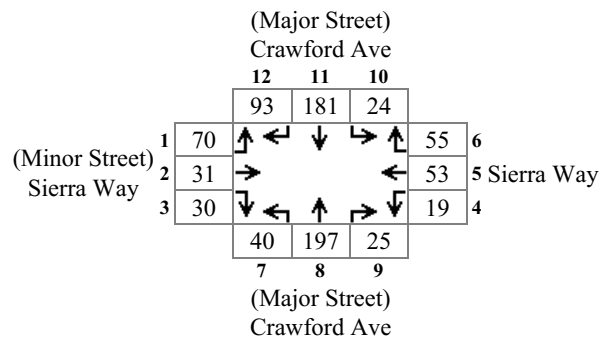 (Major Street)
Crawford Ave
12 11 10
93 181 24
1 70 55 6
(Minor Street)
Sierra Way
2 31 53 5 Sierra Way
3 30 19 4
40 197 25
7 8 9
(Major Street)
Crawford Ave